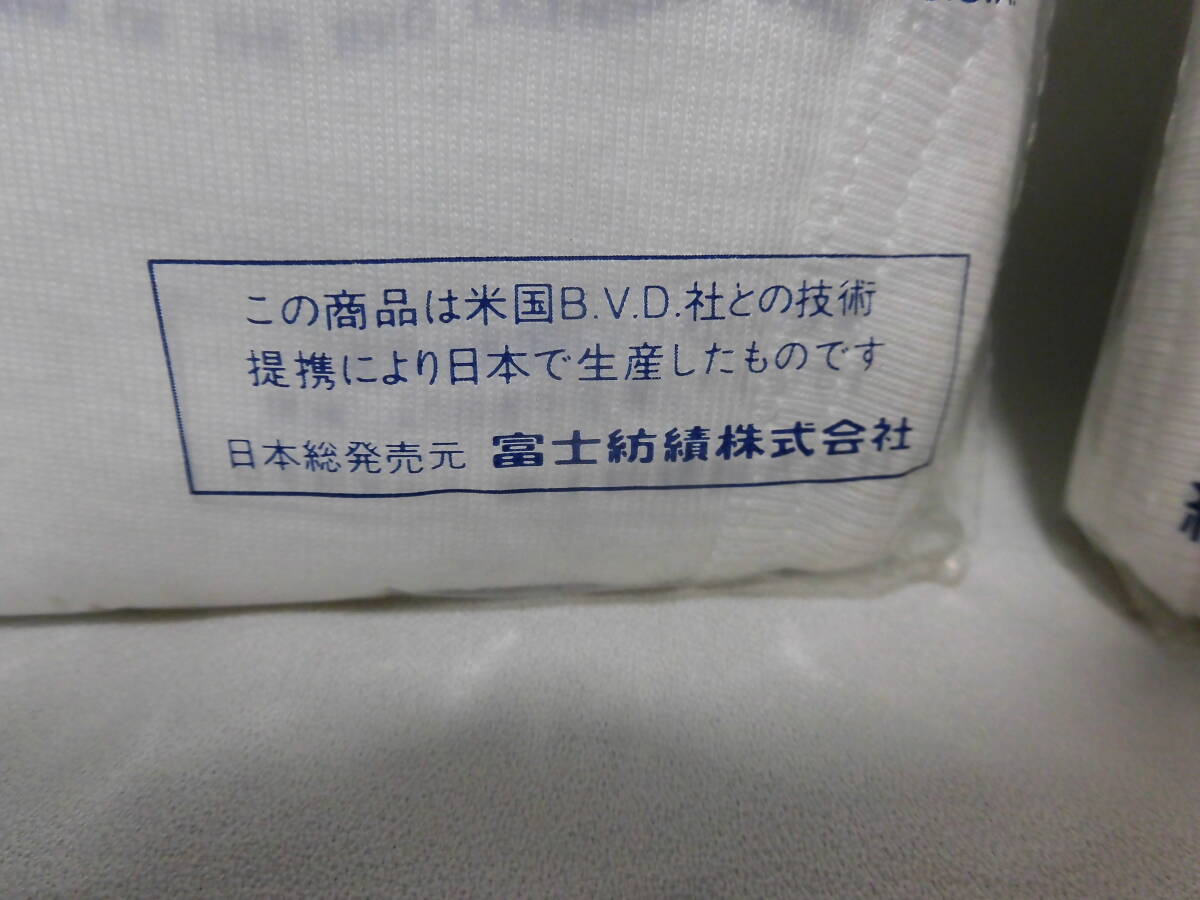 この商品は米国B.V.D.社との技術
提携により日本で生産したものです
日本総発売元 富士紡績株式会社